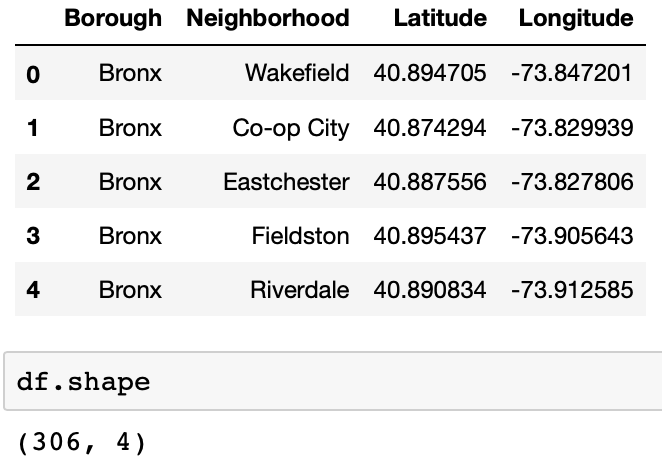 Borough Neighborhood Latitude Longitude
0 Bronx Wakefield 40.894705 -73.847201
1 Bronx Co-op City 40.874294 -73.829939
2 Bronx Eastchester 40.887556 -73.827806
3 Bronx Fieldston 40.895437 -73.905643
4 Bronx Riverdale 40.890834 -73.912585
df.shape
(306, 4)